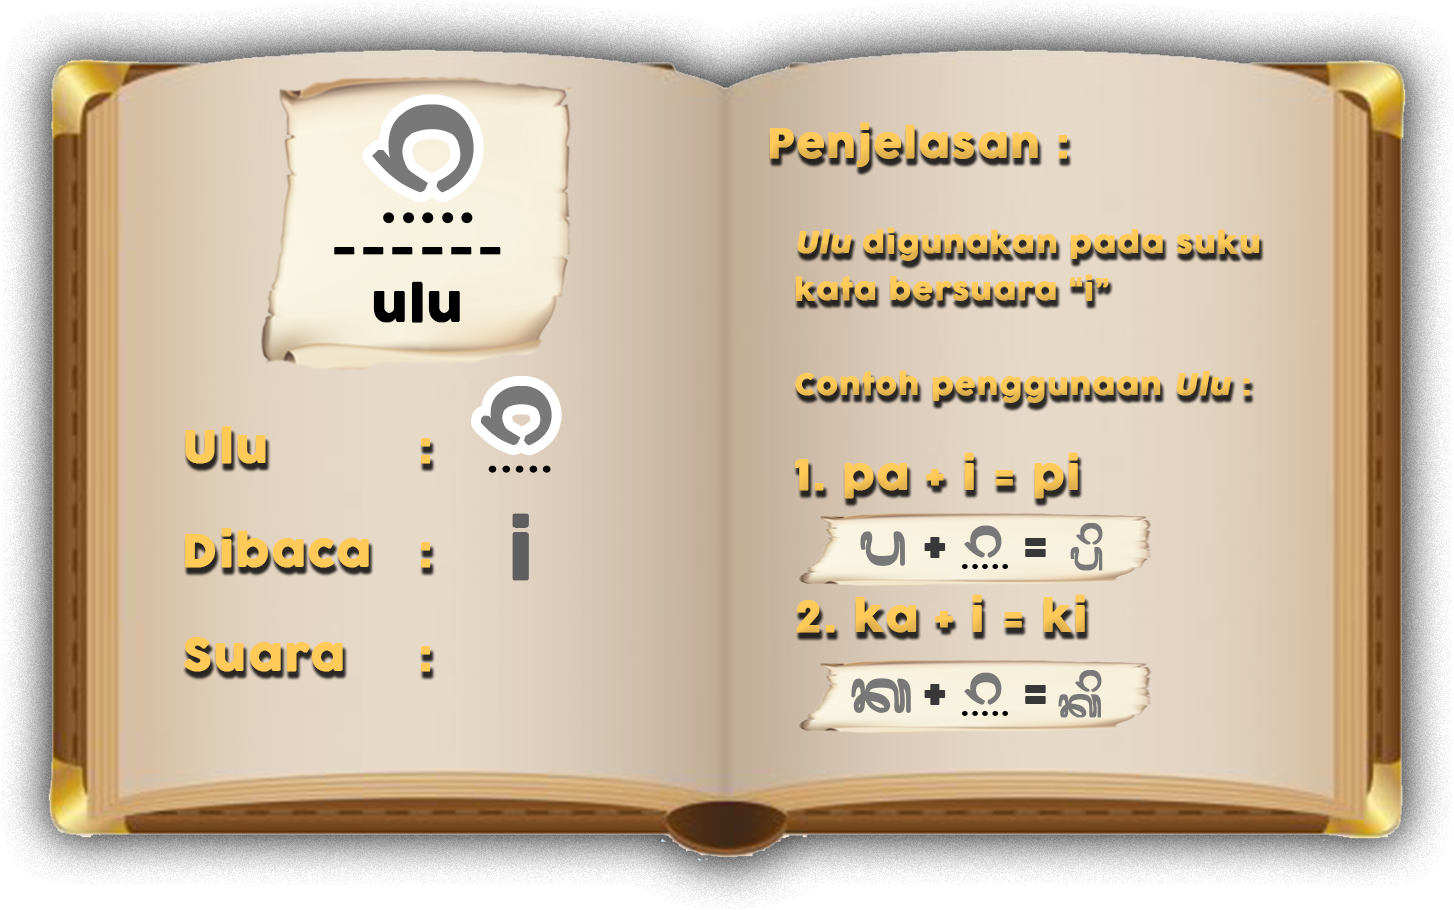 ᬶ
.....
------
ulu
Ulu : ᬶ
.....
Dibaca : i
Suara :
Penjelasan :
Ulu digunakan pada suku
kata bersuara “i”
Contoh penggunaan Ulu :
1. pa + i = pi
ᬧ + ᬶ = ᬧᬶ
.....
2. ka + i = ki
ᬓ + ᬶ = ᬓᬶ
.....